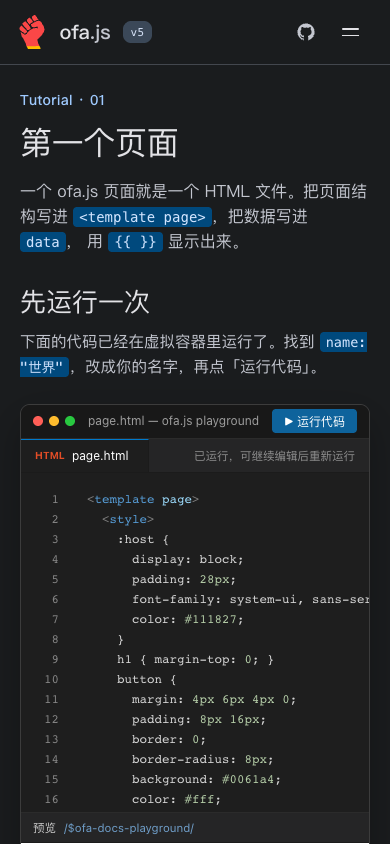 ofa.js v5
Tutorial · 01
第一个页面
一个 ofa.js 页面就是一个 HTML 文件。把页面结
构写进 <template page>，把数据写进
data， 用 {{ }} 显示出来。
先运行一次
下面的代码已经在虚拟容器里运行了。找到 name:
"世界"，改成你的名字，再点「运行代码」。
page.html — ofa.js playground ▶ 运行代码
HTML page.html 已运行，可继续编辑后重新运行
1 <template page>
2 <style>
3 :host {
4 display: block;
5 padding: 28px;
6 font-family: system-ui, sans-ser
7 color: #111827;
8 }
9 h1 { margin-top: 0; }
10 button {
11 margin: 4px 6px 4px 0;
12 padding: 8px 16px;
13 border: 0;
14 border-radius: 8px;
15 background: #0061a4;
16 color: #fff;
预览 /$ofa-docs-playground/